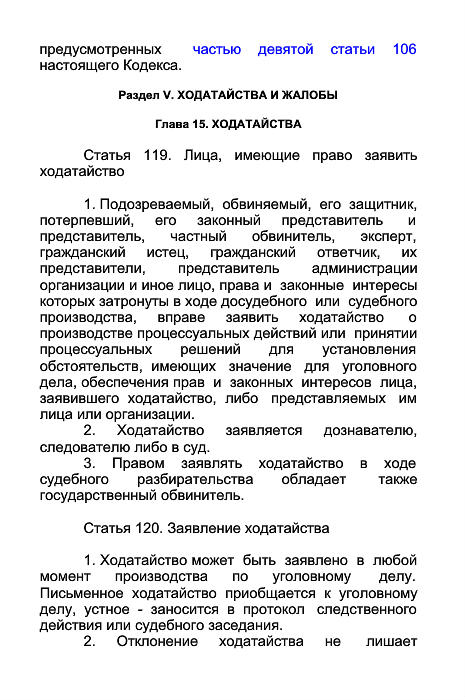 предусмотренных частью девятой статьи 106
настоящего Кодекса.
Раздел V. ХОДАТАЙСТВА И ЖАЛОБЫ
Глава 15. ХОДАТАЙСТВА
Статья 119. Лица, имеющие право заявить
ходатайство
1. Подозреваемый, обвиняемый, его защитник,
потерпевший, его законный представитель и
представитель, частный обвинитель, эксперт,
гражданский истец, гражданский ответчик, их
представители, представитель администрации
организации и иное лицо, права и законные интересы
которых затронуты в ходе досудебного или судебного
производства, вправе заявить ходатайство о
производстве процессуальных действий или принятии
процессуальных решений для установления
обстоятельств, имеющих значение для уголовного
дела, обеспечения прав и законных интересов лица,
заявившего ходатайство, либо представляемых им
лица или организации.
2. Ходатайство заявляется дознавателю,
следователю либо в суд.
3. Правом заявлять ходатайство в ходе
судебного разбирательства обладает также
государственный обвинитель.
Статья 120. Заявление ходатайства
1. Ходатайство может быть заявлено в любой
момент производства по уголовному делу.
Письменное ходатайство приобщается к уголовному
делу, устное - заносится в протокол следственного
действия или судебного заседания.
2. Отклонение ходатайства не лишает